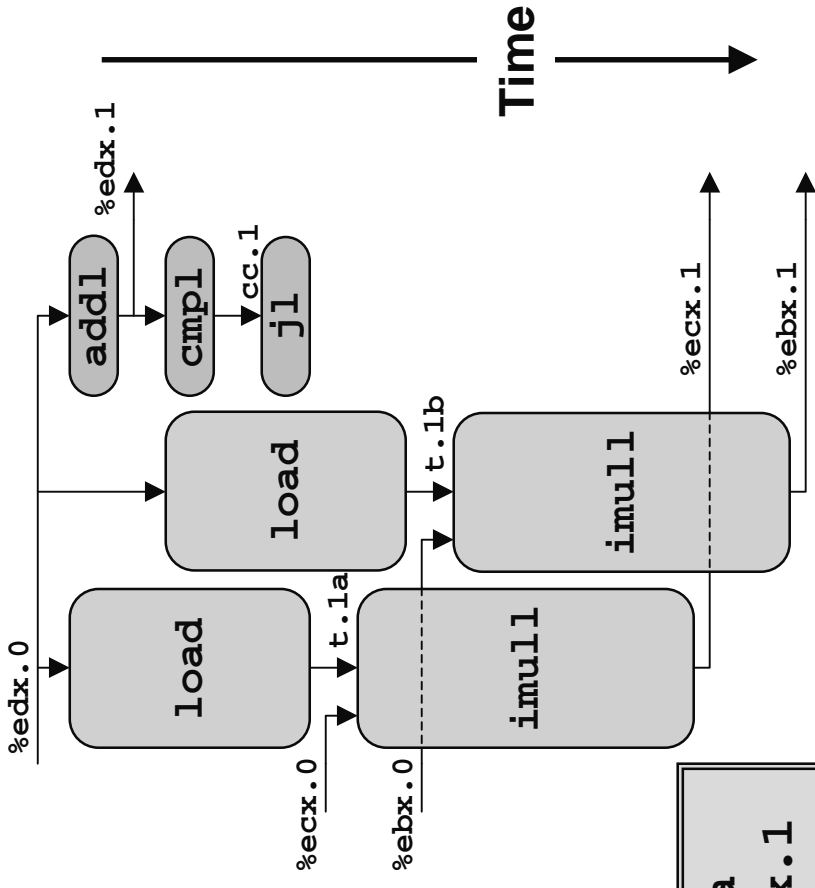 %edx.0
addl
%edx.1
load
cmpl
load
cc.1
jl
%ecx.0
t.1a
%ebx.0
t.1b
imull
imull
%ecx.1
%ebx.1
Time
a
x.1